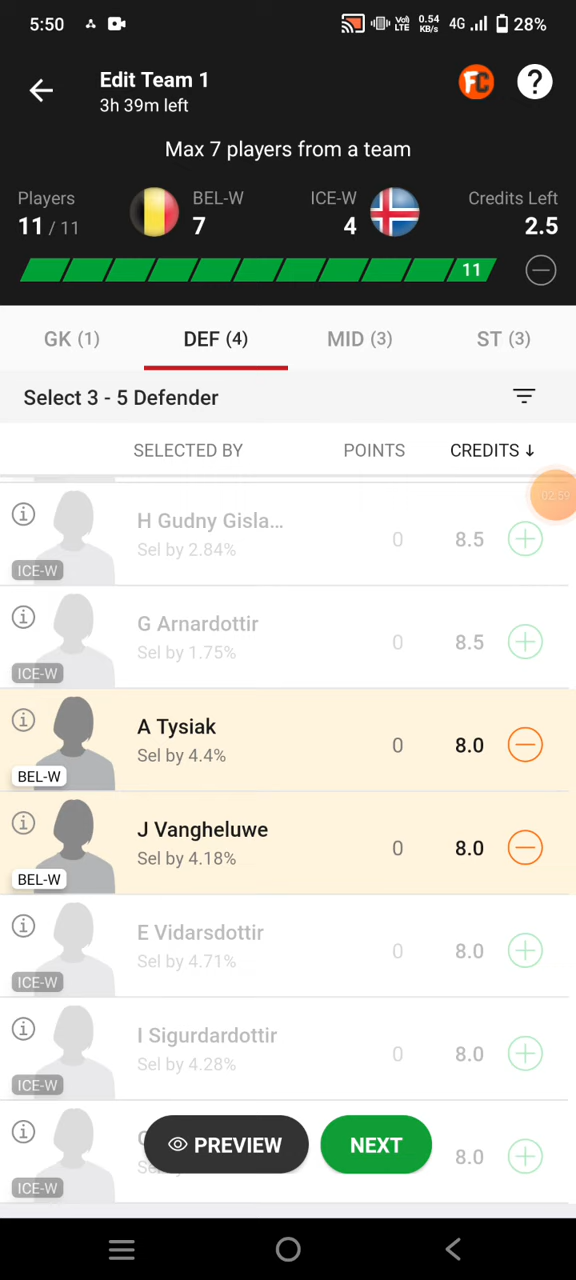 5:50
Vo)
LTE
0.54
KB/s
4G
28%
Edit Team 1
3h 39m left
FC
?
Max 7 players from a team
Players
11 / 11
BEL-W
7
ICE-W
4
Credits Left
2.5
11
GK (1)
DEF (4)
MID (3)
ST (3)
Select 3 - 5 Defender
SELECTED BY
POINTS
CREDITS ↓
H Gudny Gisla...
Sel by 2.84%
0
8.5
ICE-W
02:59
G Arnardottir
Sel by 1.75%
0
8.5
ICE-W
A Tysiak
Sel by 4.4%
0
8.0
BEL-W
J Vangheluwe
Sel by 4.18%
0
8.0
BEL-W
E Vidarsdottir
Sel by 4.71%
0
8.0
ICE-W
I Sigurdardottir
Sel by 4.28%
0
8.0
ICE-W
PREVIEW
NEXT
8.0
ICE-W